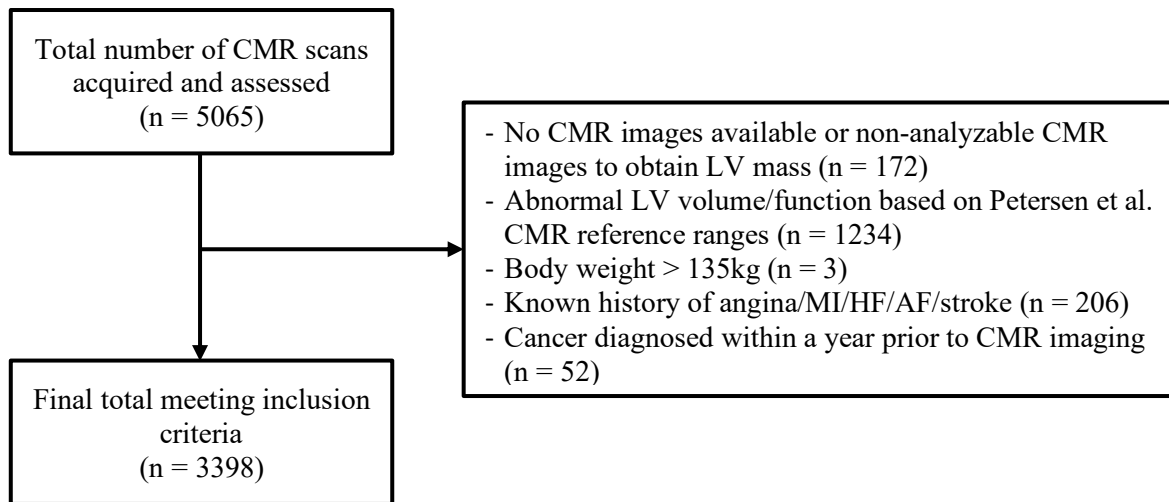 Total number of CMR scans
acquired and assessed
(n = 5065)
- No CMR images available or non-analyzable CMR
images to obtain LV mass (n = 172)
- Abnormal LV volume/function based on Petersen et al.
CMR reference ranges (n = 1234)
- Body weight > 135kg (n = 3)
- Known history of angina/MI/HF/AF/stroke (n = 206)
- Cancer diagnosed within a year prior to CMR imaging
(n = 52)
Final total meeting inclusion
criteria
(n = 3398)